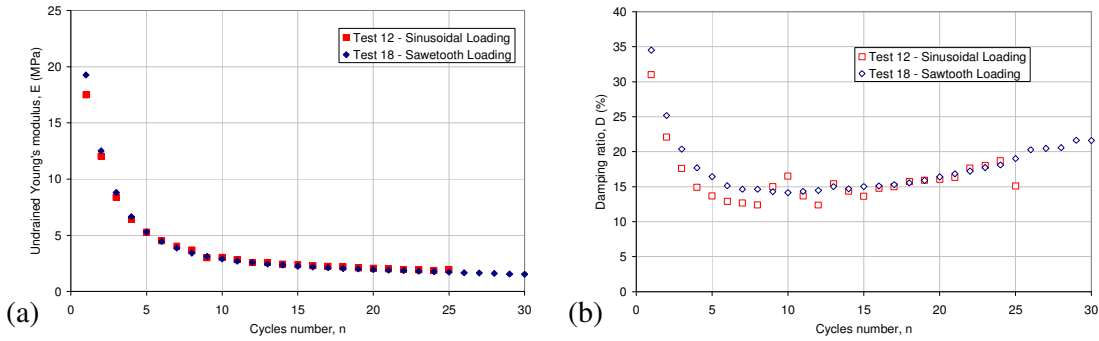 25
20
15
10
5
0
0 5 10 15 20 25 30
Undrained Young's modulus, E (MPa)
Cycles number, n
Test 12 - Sinusoidal Loading
Test 18 - Sawetooth Loading
(a)
40
35
30
25
20
15
10
5
0
0 5 10 15 20 25 30
Damping ratio, D (%)
Cycles number, n
Test 12 - Sinusoidal Loading
Test 18 - Sawtooth Loading
(b)